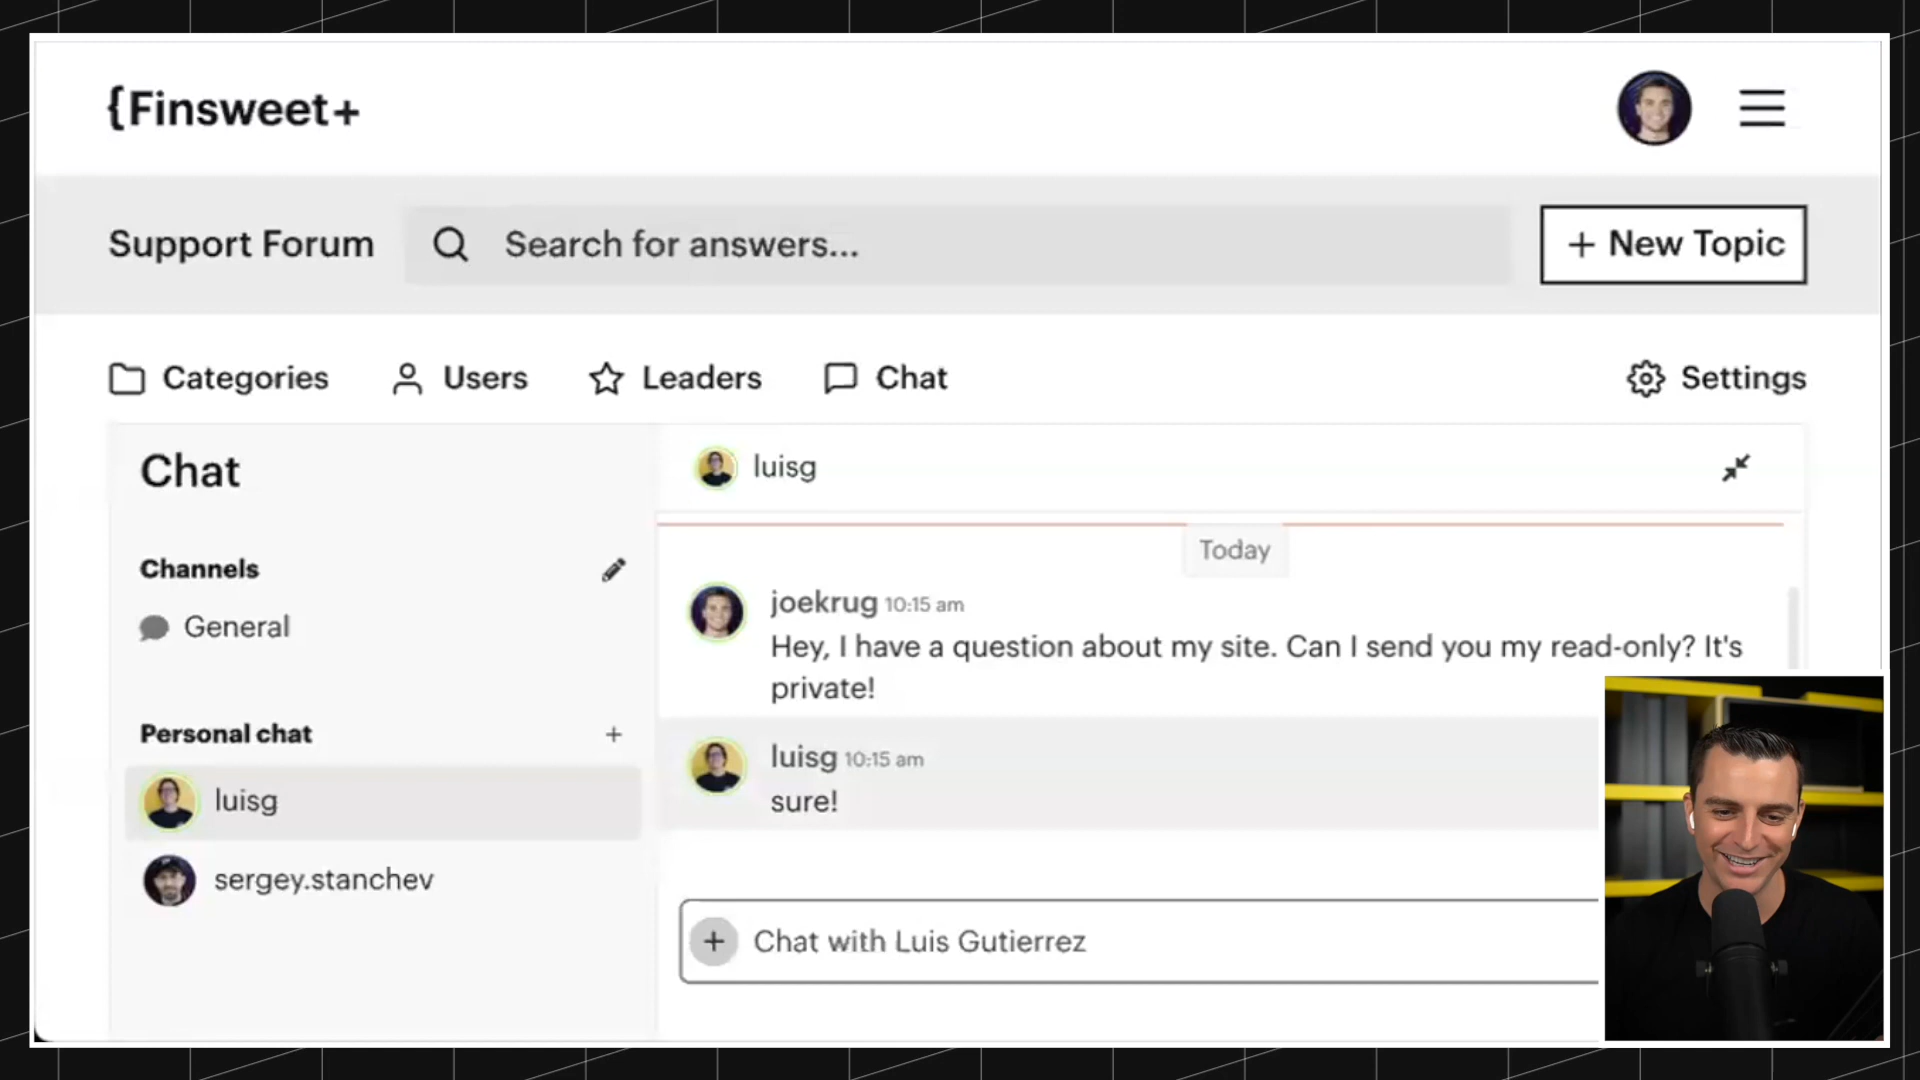 {Finsweet+
Support Forum
Search for answers...
+ New Topic
Categories
Users
Leaders
Chat
Settings
Chat
Channels
General
Personal chat
+
luisg
sergey.stanchev
luisg
Today
joekrug 10:15 am
Hey, I have a question about my site. Can I send you my read-only? It's
private!
luisg 10:15 am
sure!
+ Chat with Luis Gutierrez